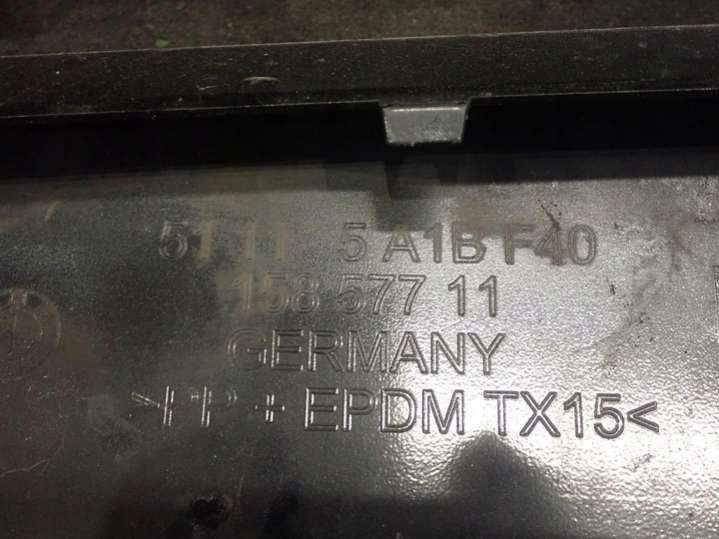 51 11 5 A1B F40
158 577 11
GERMANY
>PP + EPDM TX15<